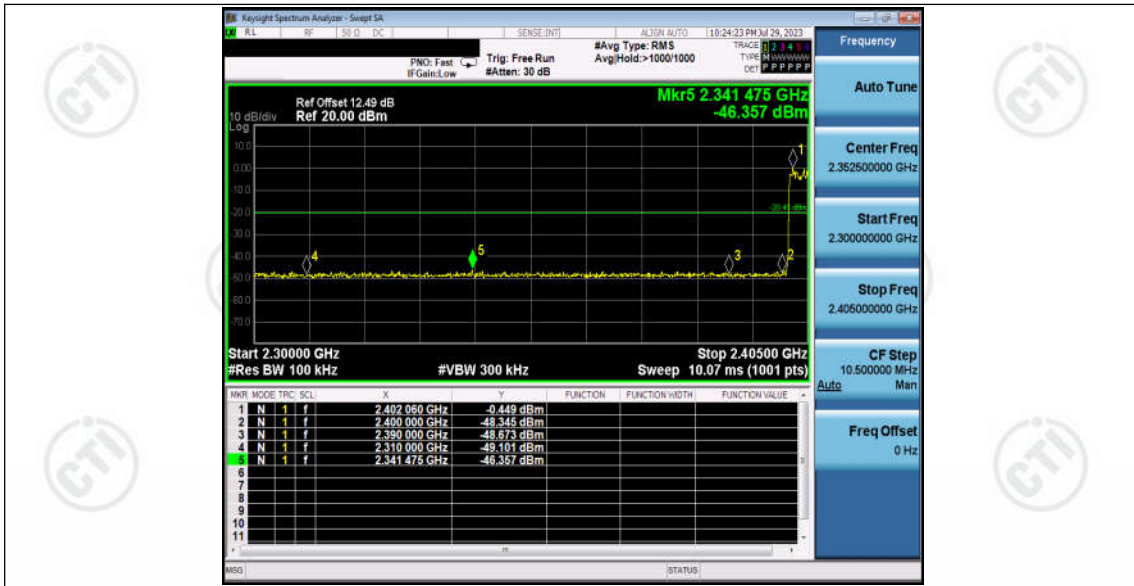 Keysight Spectrum Analyzer - Swept SA
RL RF 50 Ω DC SENSE:INT ALIGN AUTO 10:24:23 PM Jul 29, 2023
Frequency
PNO: Fast
IFGain:Low
Trig: Free Run
#Atten: 30 dB
#Avg Type: RMS
Avg|Hold:>1000/1000
TRACE 1 2 3 4 5 6
TYPE M WWWWW
DET P P P P P P
Auto Tune
Mkr5 2.341 475 GHz
-46.357 dBm
Ref Offset 12.49 dB
Ref 20.00 dBm
10 dB/div
Log
10.0
0.00
-10.0
-20.0
-30.0
-40.0
-50.0
-60.0
-70.0
1
2
3
4
5
Center Freq
2.352500000 GHz
Start Freq
2.300000000 GHz
Stop Freq
2.405000000 GHz
CF Step
10.500000 MHz
Auto Man
Freq Offset
0 Hz
Start 2.30000 GHz Stop 2.40500 GHz
#Res BW 100 kHz #VBW 300 kHz Sweep 10.07 ms (1001 pts)
MKR MODE TRC SCL X Y FUNCTION FUNCTION WIDTH FUNCTION VALUE
1 N 1 f 2.402 060 GHz -0.449 dBm
2 N 1 f 2.400 000 GHz -48.345 dBm
3 N 1 f 2.390 000 GHz -48.673 dBm
4 N 1 f 2.310 000 GHz -49.101 dBm
5 N 1 f 2.341 475 GHz -46.357 dBm
6
7
8
9
10
11
MSG STATUS
CTI
CTI
CTI
CTI